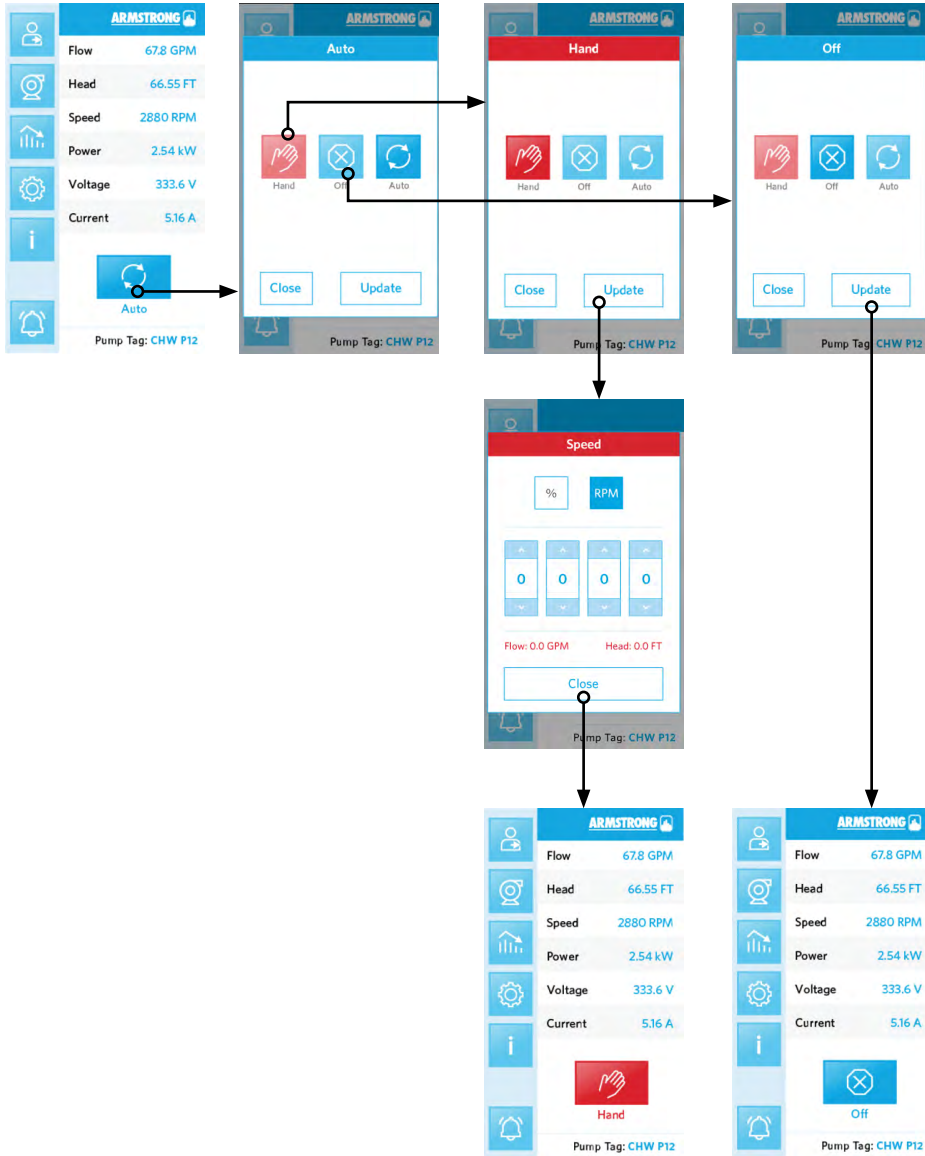 ARMSTRONG
Flow 67.8 GPM
Head 66.55 FT
Speed 2880 RPM
Power 2.54 kW
Voltage 333.6 V
Current 5.16 A
i
Auto
Pump Tag: CHW P12
ARMSTRONG
Auto
Hand Off Auto
Close Update
Pump Tag: CHW P12
ARMSTRONG
Hand
Hand Off Auto
Close Update
Pump Tag: CHW P12
ARMSTRONG
Off
Hand Off Auto
Close Update
Pump Tag: CHW P12
Speed
% RPM
0 0 0 0
Flow: 0.0 GPM Head: 0.0 FT
Close
Pump Tag: CHW P12
ARMSTRONG
Flow 67.8 GPM
Head 66.55 FT
Speed 2880 RPM
Power 2.54 kW
Voltage 333.6 V
Current 5.16 A
i
Hand
Pump Tag: CHW P12
ARMSTRONG
Flow 67.8 GPM
Head 66.55 FT
Speed 2880 RPM
Power 2.54 kW
Voltage 333.6 V
Current 5.16 A
i
Off
Pump Tag: CHW P12